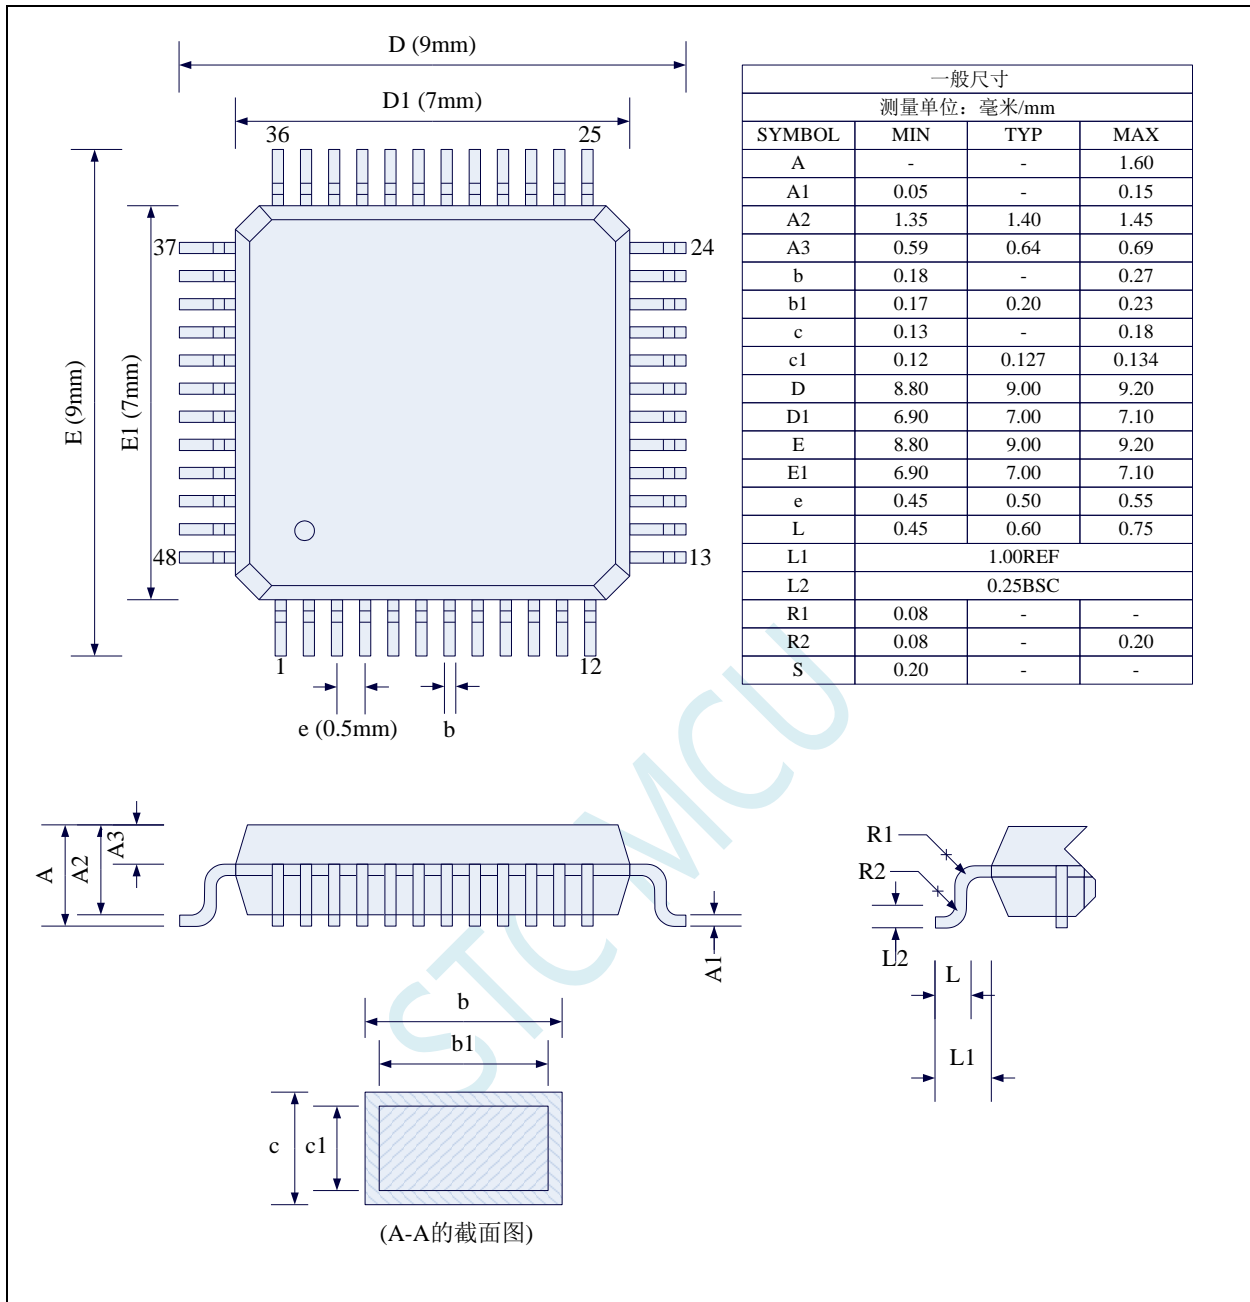 D (9mm)
D1 (7mm)
36 25
37 24
E (9mm)
E1 (7mm)
48 13
1 12
e (0.5mm) b
一般尺寸
测量单位：毫米/mm
SYMBOL MIN TYP MAX
A - - 1.60
A1 0.05 - 0.15
A2 1.35 1.40 1.45
A3 0.59 0.64 0.69
b 0.18 - 0.27
b1 0.17 0.20 0.23
c 0.13 - 0.18
c1 0.12 0.127 0.134
D 8.80 9.00 9.20
D1 6.90 7.00 7.10
E 8.80 9.00 9.20
E1 6.90 7.00 7.10
e 0.45 0.50 0.55
L 0.45 0.60 0.75
L1 1.00REF
L2 0.25BSC
R1 0.08 - -
R2 0.08 - 0.20
S 0.20 - -
STC MCU
A
A2
A3
A1
R1
R2
L2
L
L1
b
b1
c
c1
(A-A的截面图)